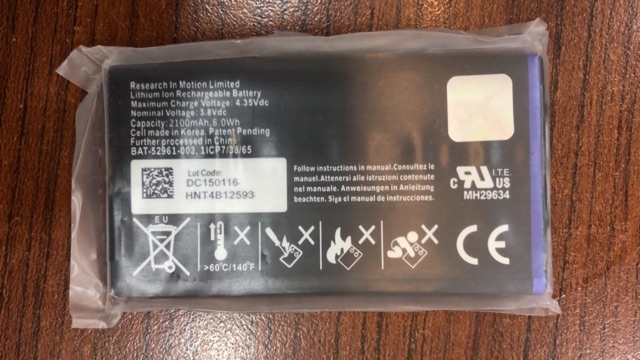 Research In Motion Limited
Lithium Ion Rechargeable Battery
Maximum Charge Voltage: 4.35Vdc
Nominal Voltage: 3.8Vdc
Capacity: 2100mAh, 8.0Wh
Cell made in Korea, Patent Pending
Further processed in China
BAT-52961-003, 1ICP7/38/65
Lot Code:
DC150116
HNT4B12593
Follow instructions in manual.Consultez le
manuel.Attenersi alle istruzioni contenute
nel manuale. Anweisungen in Anleitung
beachten. Siga el manual de instrucciones.
c RU US
I.T.E.
MH29634
E.U
>60°C/140°F
CE